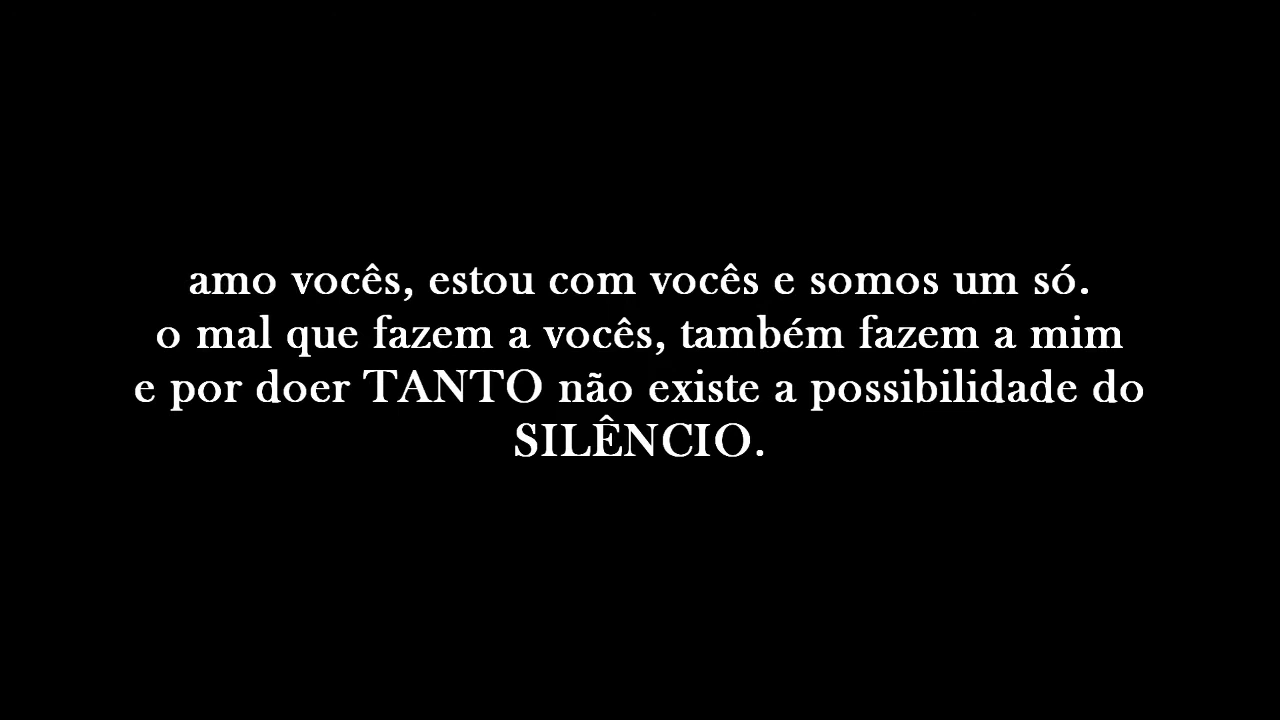 amo vocês, estou com vocês e somos um só.
o mal que fazem a vocês, também fazem a mim
e por doer TANTO não existe a possibilidade do
SILÊNCIO.